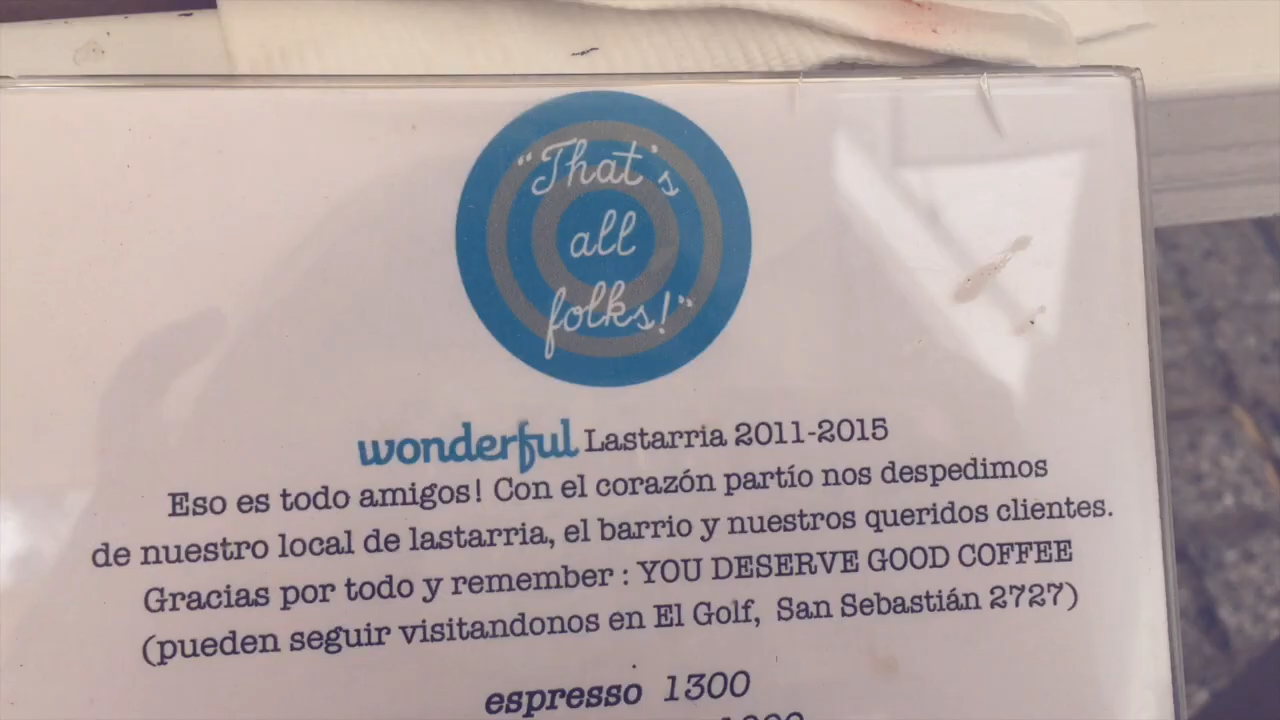 "That's
all
folks!"
wonderful Lastarria 2011-2015
Eso es todo amigos! Con el corazón partío nos despedimos
de nuestro local de lastarria, el barrio y nuestros queridos clientes.
Gracias por todo y remember : YOU DESERVE GOOD COFFEE
(pueden seguir visitandonos en El Golf, San Sebastián 2727)
espresso 1300